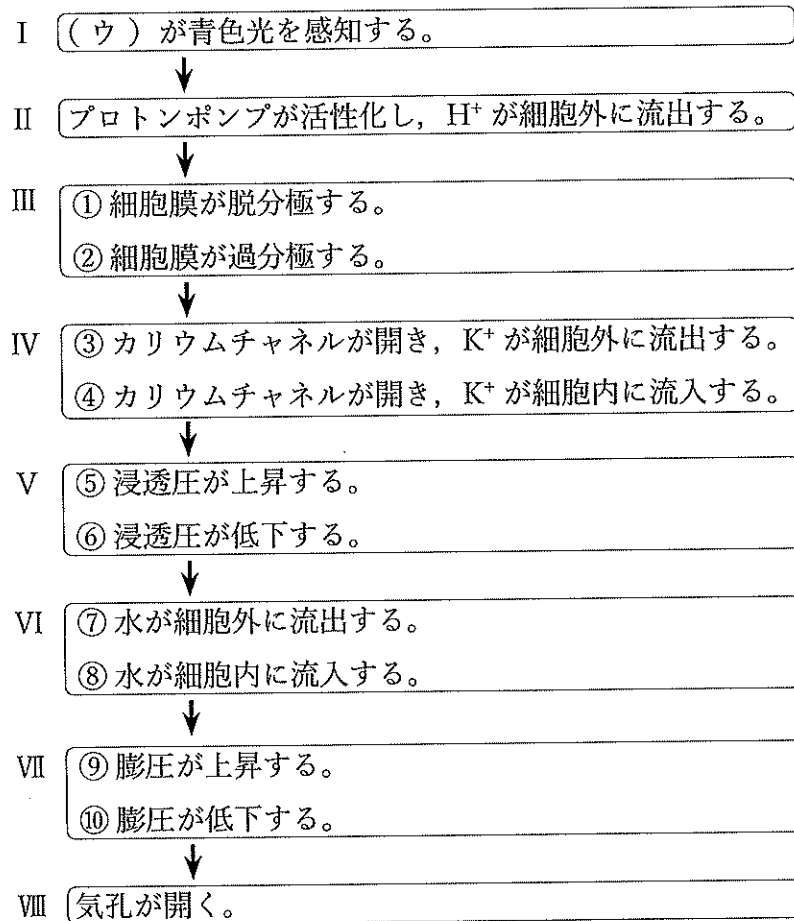 Ⅰ (ウ)が青色光を感知する。
Ⅱ プロトンポンプが活性化し,H⁺ が細胞外に流出する。
Ⅲ ① 細胞膜が脱分極する。
② 細胞膜が過分極する。
Ⅳ ③ カリウムチャネルが開き,K⁺ が細胞外に流出する。
④ カリウムチャネルが開き,K⁺ が細胞内に流入する。
Ⅴ ⑤ 浸透圧が上昇する。
⑥ 浸透圧が低下する。
Ⅵ ⑦ 水が細胞外に流出する。
⑧ 水が細胞内に流入する。
Ⅶ ⑨ 膨圧が上昇する。
⑩ 膨圧が低下する。
Ⅷ 気孔が開く。